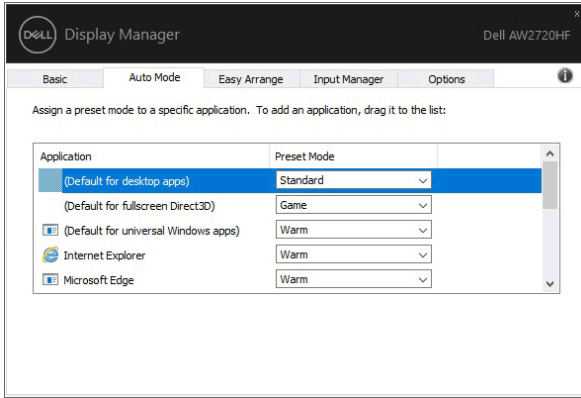 DELL Display Manager
Dell AW2720HF
Basic Auto Mode Easy Arrange Input Manager Options
Assign a preset mode to a specific application. To add an application, drag it to the list:
Application Preset Mode
(Default for desktop apps) Standard
(Default for fullscreen Direct3D) Game
(Default for universal Windows apps) Warm
Internet Explorer Warm
Microsoft Edge Warm